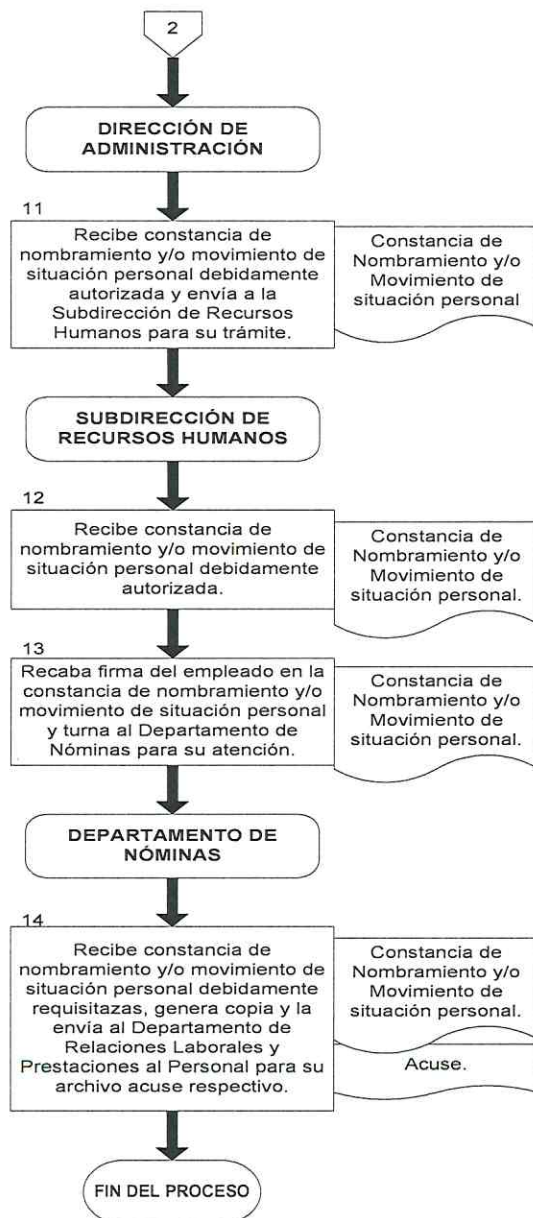 2
DIRECCIÓN DE
ADMINISTRACIÓN
11
Recibe constancia de
nombramiento y/o movimiento de
situación personal debidamente
autorizada y envía a la
Subdirección de Recursos
Humanos para su trámite.
Constancia de
Nombramiento y/o
Movimiento de
situación personal
SUBDIRECCIÓN DE
RECURSOS HUMANOS
12
Recibe constancia de
nombramiento y/o movimiento de
situación personal debidamente
autorizada.
Constancia de
Nombramiento y/o
Movimiento de
situación personal.
13
Recaba firma del empleado en la
constancia de nombramiento y/o
movimiento de situación personal
y turna al Departamento de
Nóminas para su atención.
Constancia de
Nombramiento y/o
Movimiento de
situación personal.
DEPARTAMENTO DE
NÓMINAS
14
Recibe constancia de
nombramiento y/o movimiento de
situación personal debidamente
requisitazas, genera copia y la
envía al Departamento de
Relaciones Laborales y
Prestaciones al Personal para su
archivo acuse respectivo.
Constancia de
Nombramiento y/o
Movimiento de
situación personal.
Acuse.
FIN DEL PROCESO